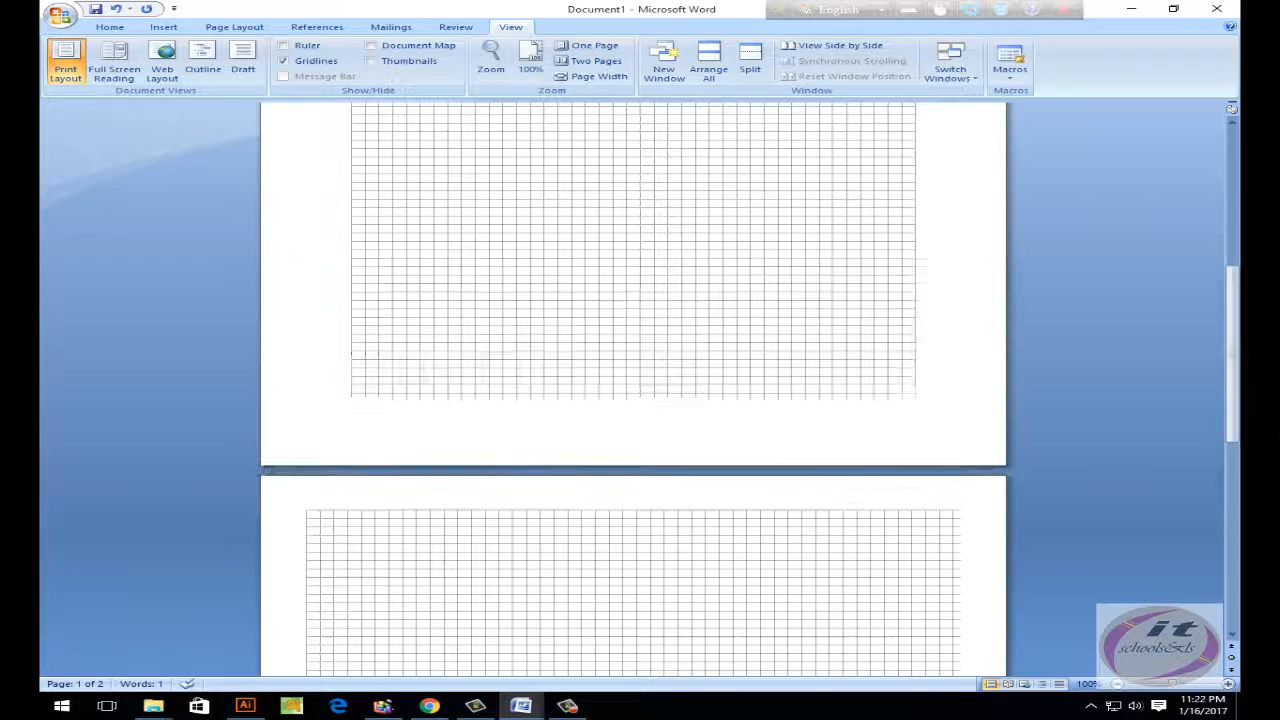 Document1 - Microsoft Word
English
Home Insert Page Layout References Mailings Review View
Ruler Document Map One Page View Side by Side
Gridlines Thumbnails Two Pages Synchronous Scrolling
Message Bar Page Width Reset Window Position
Print Layout Full Screen Reading Web Layout Outline Draft Zoom 100% New Window Arrange All Split Switch Windows Macros
Document Views Show/Hide Zoom Window Macros
it
schools&ls
Page: 1 of 2 Words: 1 100%
Ai
11:22 PM
1/16/2017